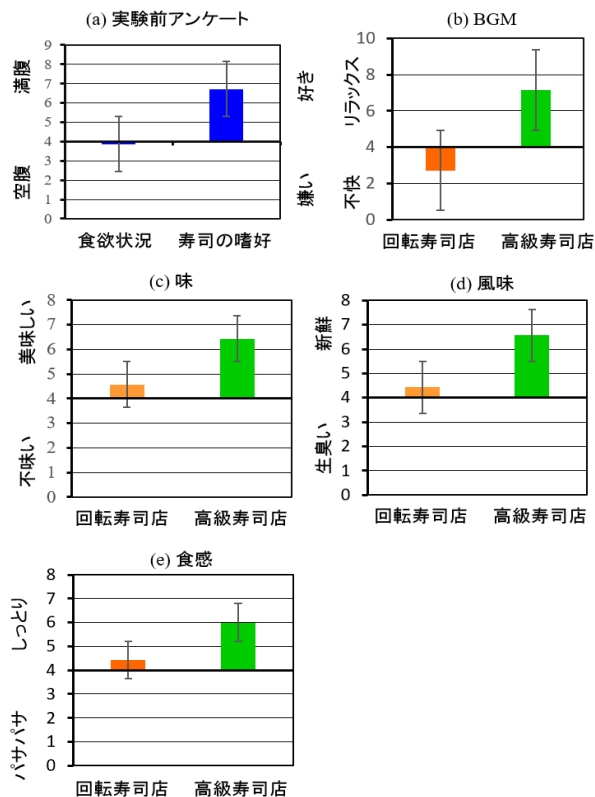 (a) 実験前アンケート
満腹
空腹
9
8
7
6
5
4
3
2
1
0
好き
嫌い
食欲状況 寿司の嗜好
(b) BGM
リラックス
不快
10
8
6
4
2
0
回転寿司店 高級寿司店
(c) 味
美味しい
不味い
8
7
6
5
4
3
2
1
0
回転寿司店 高級寿司店
(d) 風味
新鮮
生臭い
8
7
6
5
4
3
2
1
0
回転寿司店 高級寿司店
(e) 食感
しっとり
パサパサ
8
7
6
5
4
3
2
1
0
回転寿司店 高級寿司店